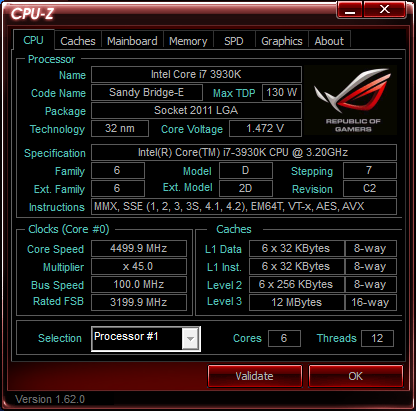 CPU-Z
CPU Caches Mainboard Memory SPD Graphics About
Processor
Name Intel Core i7 3930K
Code Name Sandy Bridge-E Max TDP 130 W
Package Socket 2011 LGA
Technology 32 nm Core Voltage 1.472 V
REPUBLIC OF
GAMERS
Specification Intel(R) Core(TM) i7-3930K CPU @ 3.20GHz
Family 6 Model D Stepping 7
Ext. Family 6 Ext. Model 2D Revision C2
Instructions MMX, SSE (1, 2, 3, 3S, 4.1, 4.2), EM64T, VT-x, AES, AVX
Clocks (Core #0)
Core Speed 4499.9 MHz
Multiplier x 45.0
Bus Speed 100.0 MHz
Rated FSB 3199.9 MHz
Caches
L1 Data 6 x 32 KBytes 8-way
L1 Inst. 6 x 32 KBytes 8-way
Level 2 6 x 256 KBytes 8-way
Level 3 12 MBytes 16-way
Selection Processor #1 Cores 6 Threads 12
Validate OK
Version 1.62.0